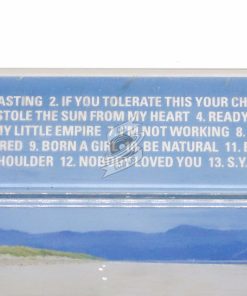 ASTING 2. IF YOU TOLERATE THIS YOUR CH
STOLE THE SUN FROM MY HEART 4. READY
MY LITTLE EMPIRE 7. I'M NOT WORKING 8.
RED 9. BORN A GIRL 10. BE NATURAL 11.
SHOULDER 12. NOBODY LOVED YOU 13. S.Y.